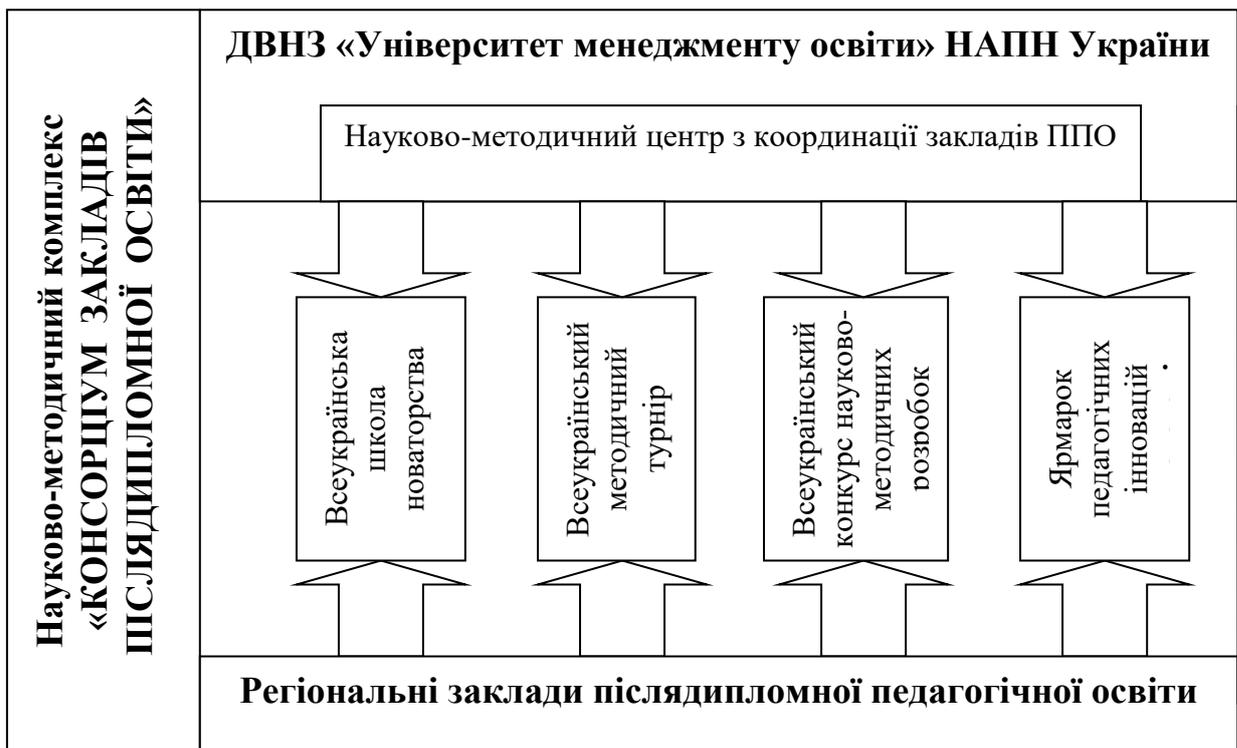 Науково-методичний комплекс
«КОНСОРЦІУМ ЗАКЛАДІВ
ПІСЛЯДИПЛОМНОЇ ОСВІТИ»
ДВНЗ «Університет менеджменту освіти» НАПН України
Науково-методичний центр з координації закладів ППО
Всеукраїнська
школа
новаторства
Всеукраїнський
методичний
турнір
Всеукраїнський
конкурс науково-
методичних
розробок
Ярмарок
педагогічних
інновацій
Регіональні заклади післядипломної педагогічної освіти